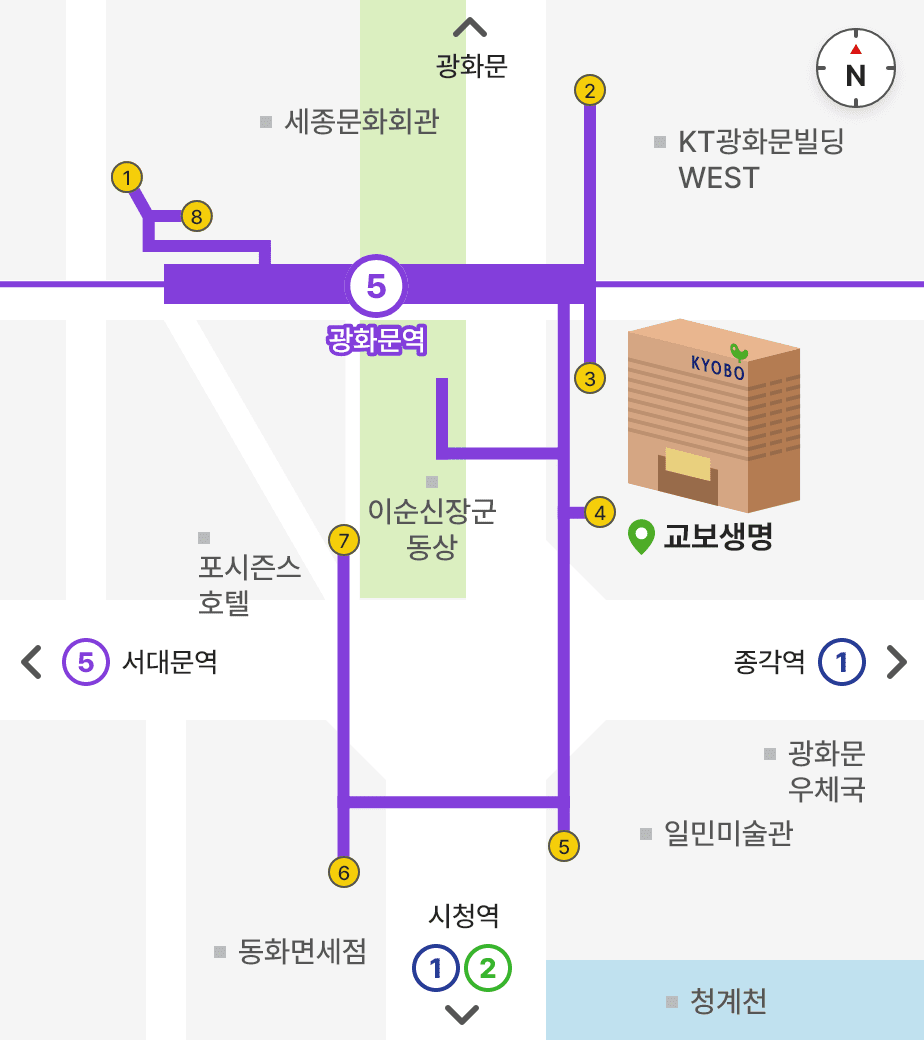 광화문
N
2
세종문화회관
KT광화문빌딩
WEST
1
8
5
광화문역
KYOBO
3
이순신장군
동상
4
교보생명
7
포시즌스
호텔
5 서대문역
종각역 1
광화문
우체국
일민미술관
5
6
시청역
1 2
동화면세점
청계천